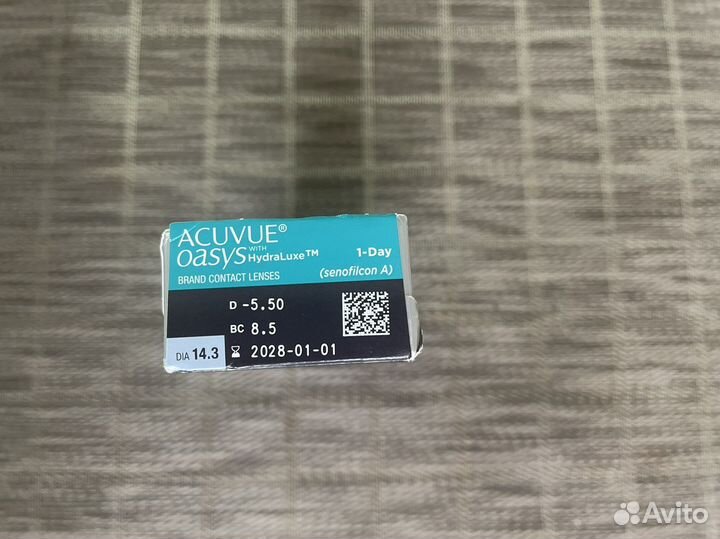 ACUVUE®
OASYS WITH HydraLuxe™
1-Day
BRAND CONTACT LENSES
(senofilcon A)
D -5.50
BC 8.5
DIA 14.3
2028-01-01
Avito